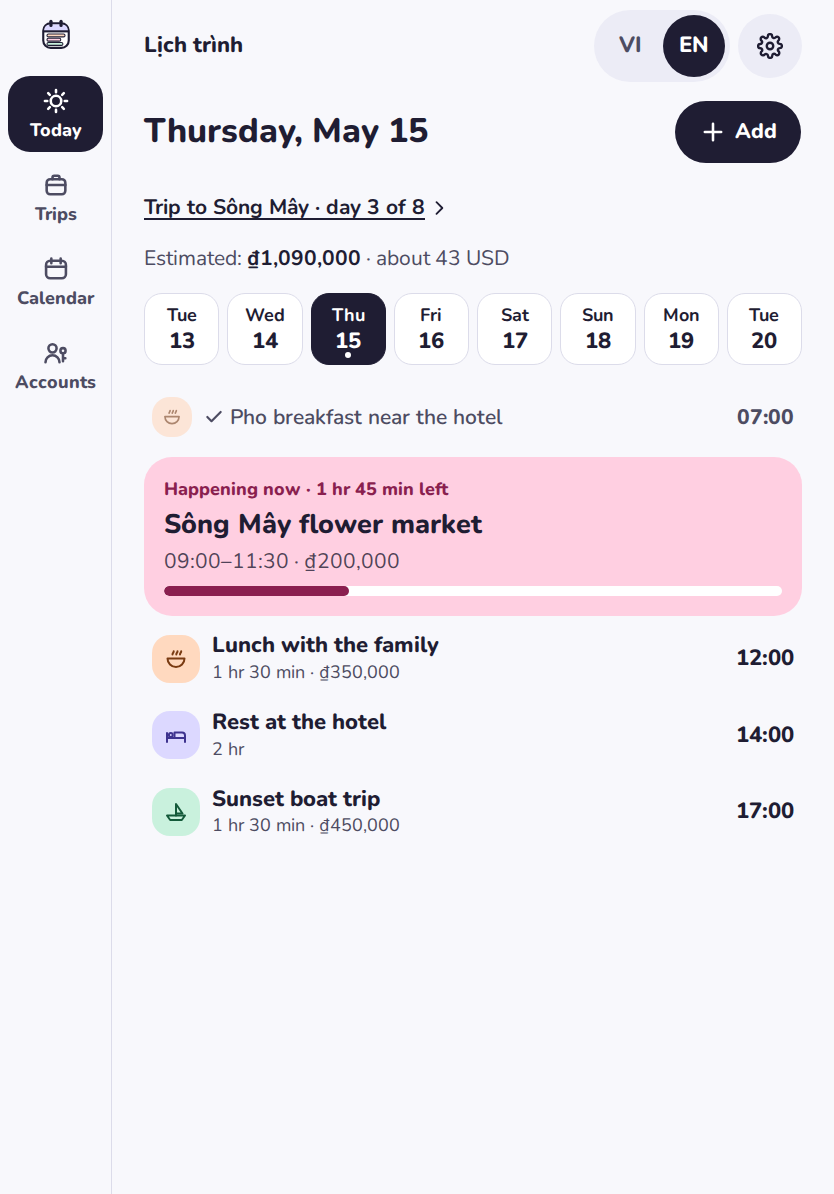 Lịch trình
VI
EN
Today
Trips
Calendar
Accounts
Thursday, May 15
Add
Trip to Sông Mây · day 3 of 8
Estimated: ₫1,090,000 · about 43 USD
Tue
13
Wed
14
Thu
15
Fri
16
Sat
17
Sun
18
Mon
19
Tue
20
Pho breakfast near the hotel
07:00
Happening now · 1 hr 45 min left
Sông Mây flower market
09:00–11:30 · ₫200,000
Lunch with the family
1 hr 30 min · ₫350,000
12:00
Rest at the hotel
2 hr
14:00
Sunset boat trip
1 hr 30 min · ₫450,000
17:00